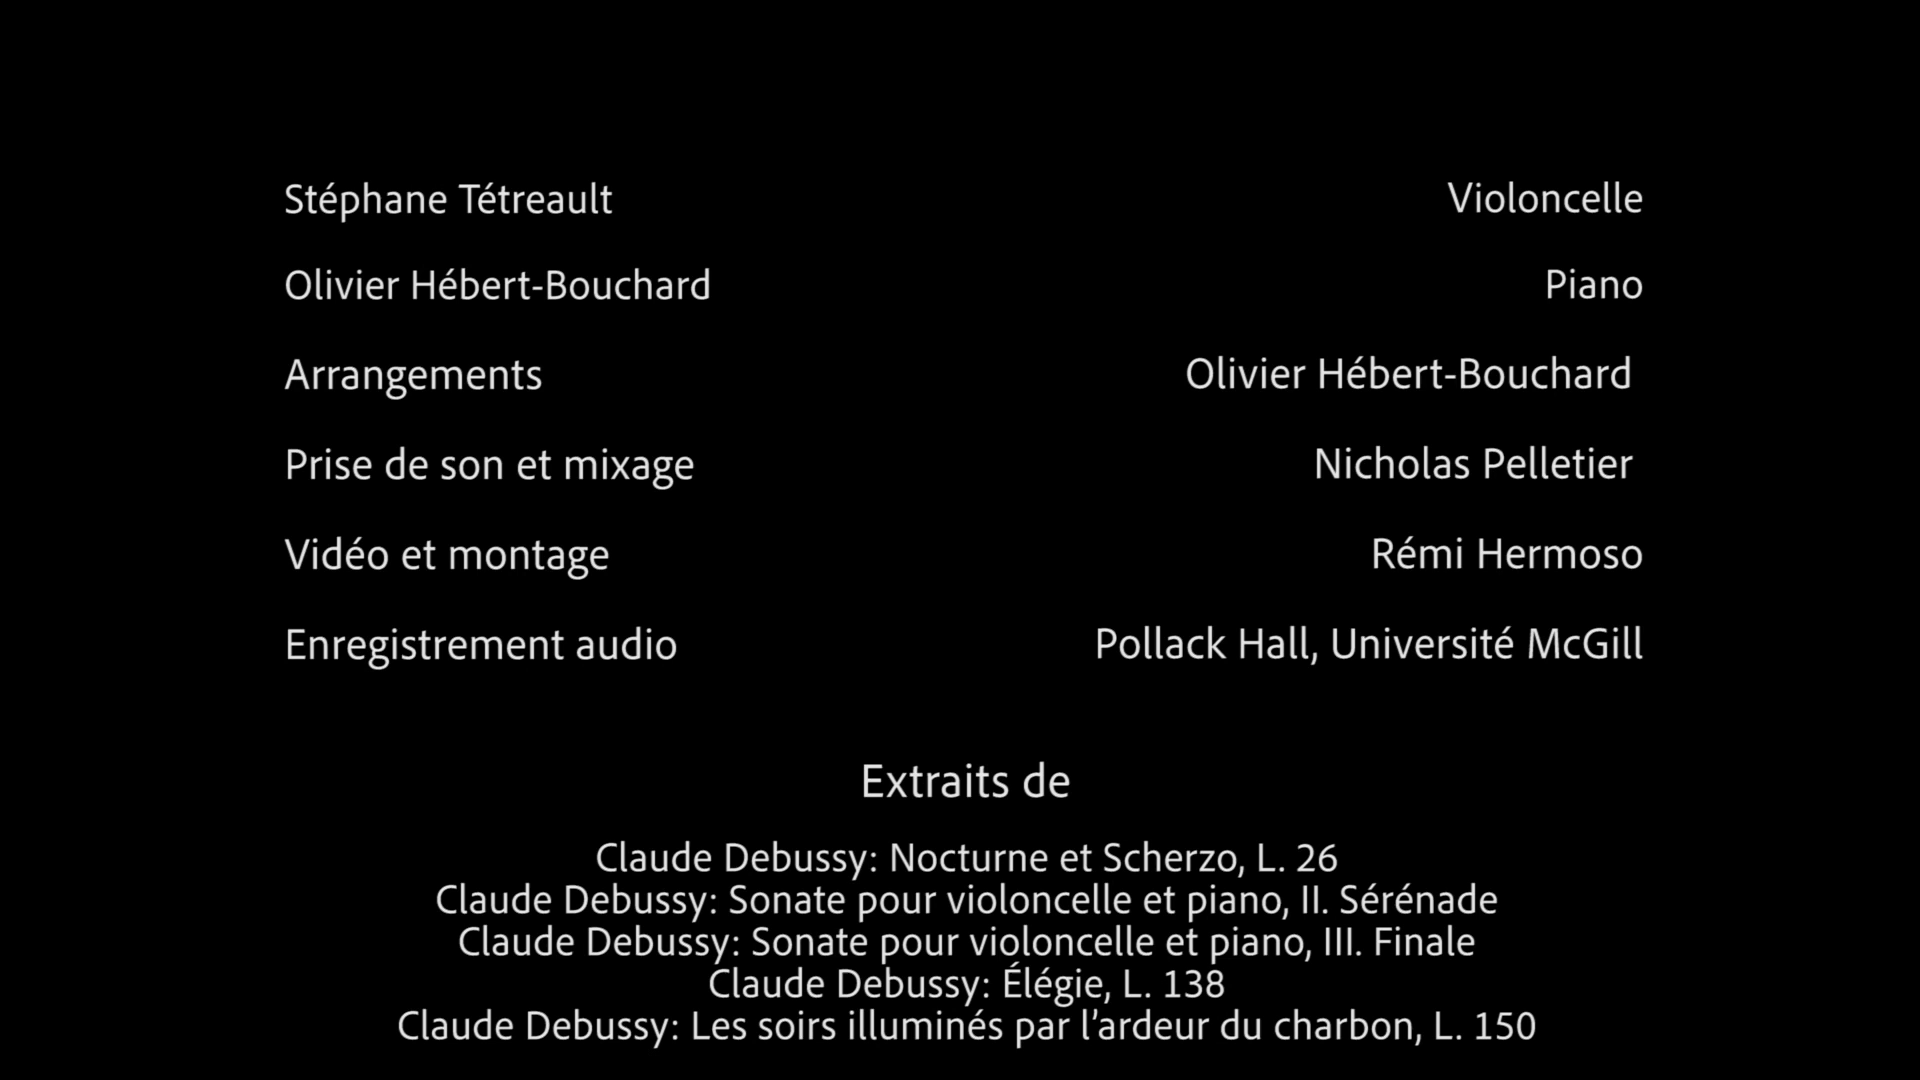 Stéphane Tétreault Violoncelle
Olivier Hébert-Bouchard Piano
Arrangements Olivier Hébert-Bouchard
Prise de son et mixage Nicholas Pelletier
Vidéo et montage Rémi Hermoso
Enregistrement audio Pollack Hall, Université McGill
Extraits de
Claude Debussy: Nocturne et Scherzo, L. 26
Claude Debussy: Sonate pour violoncelle et piano, II. Sérénade
Claude Debussy: Sonate pour violoncelle et piano, III. Finale
Claude Debussy: Élégie, L. 138
Claude Debussy: Les soirs illuminés par l’ardeur du charbon, L. 150